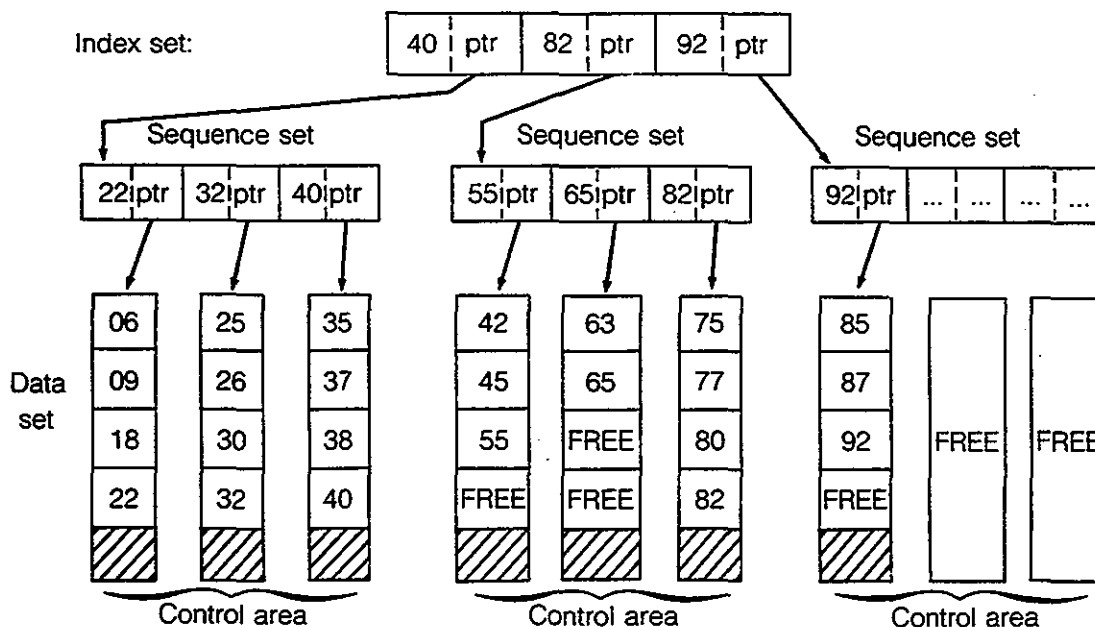 Index set: 40 ptr 82 ptr 92 ptr
Sequence set Sequence set Sequence set
22 ptr 32 ptr 40 ptr 55 ptr 65 ptr 82 ptr 92 ptr ... ... ... ...
06 25 35 42 63 75 85
Data set
09 26 37 45 65 77 87
18 30 38 55 FREE 80 92 FREE FREE
22 32 40 FREE FREE 82 FREE
Control area Control area Control area